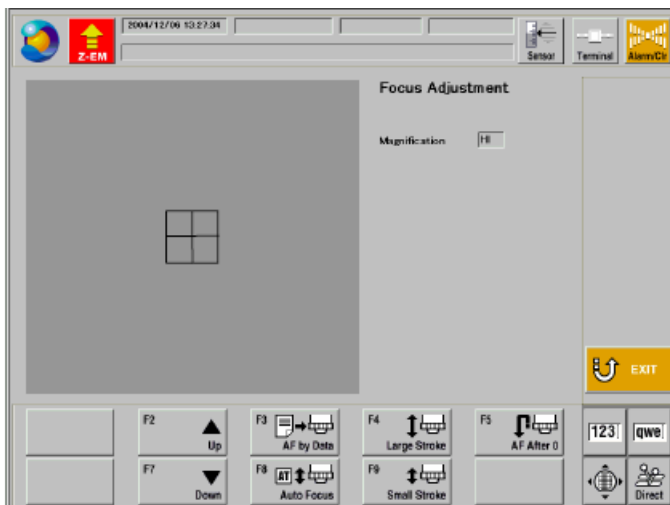 2004/12/06 13:27:34
Z-EM
Sensor
Terminal
Alarm/Clr
Focus Adjustment
Magnification HI
EXIT
F2 Up
F3 AF by Data
F4 Large Stroke
F5 AF After 0
123 qwe
F7 Down
F8 AT Auto Focus
F9 Small Stroke
Direct